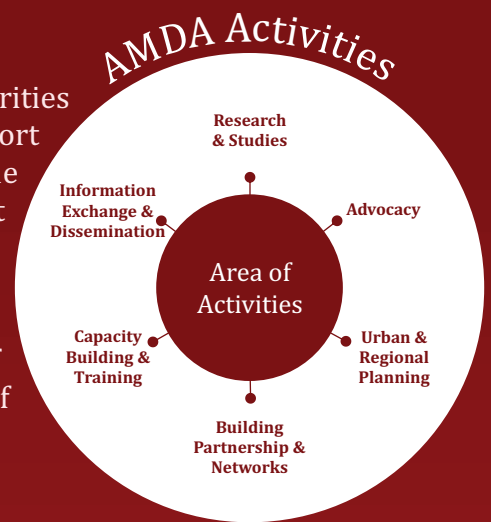 AMDA Activities
Research
& Studies
Advocacy
Urban &
Regional
Planning
Building
Partnership &
Networks
Capacity
Building &
Training
Information
Exchange &
Dissemination
Area of
Activities